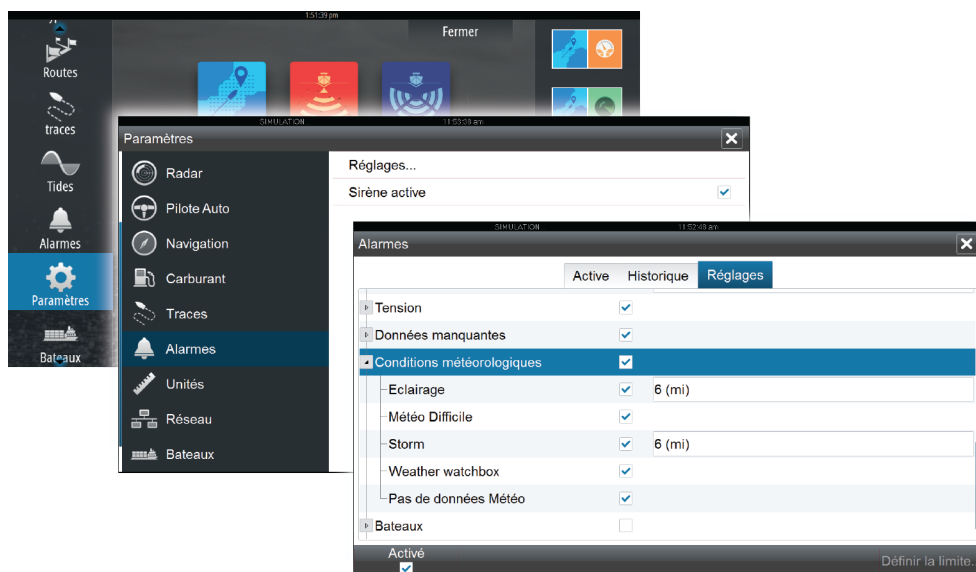 1:51:39 pm
Fermer
Routes
traces
Tides
Alarmes
Paramètres
Bateaux
SIMULATION 11:53:09 am
Paramètres
Radar
Pilote Auto
Navigation
Carburant
Traces
Alarmes
Unités
Réseau
Bateaux
Réglages...
Sirène active
SIMULATION 11:52:49 am
Alarmes
Active Historique Réglages
Tension
Données manquantes
Conditions météorologiques
Eclairage 6 (mi)
Météo Difficile
Storm 6 (mi)
Weather watchbox
Pas de données Météo
Bateaux
Activé
Définir la limite.